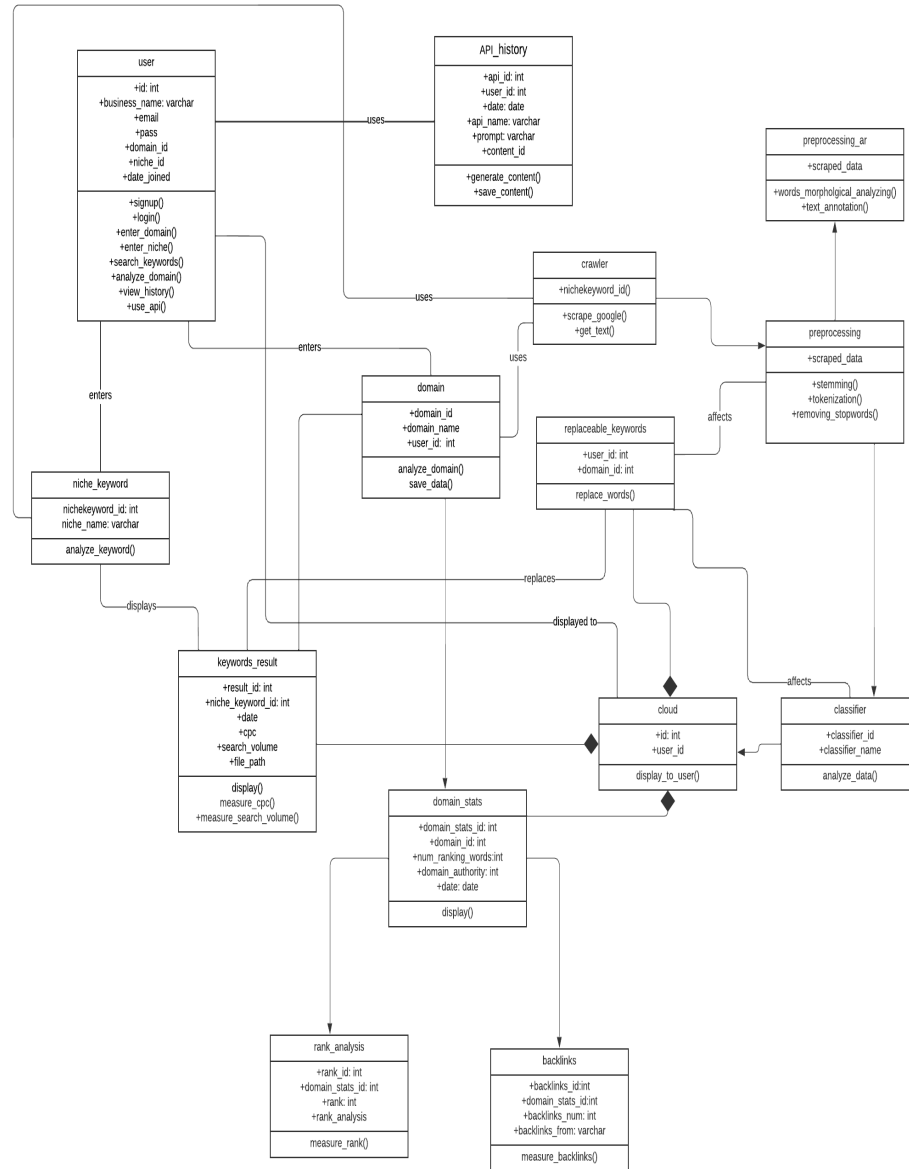 user
+id: int
+business_name: varchar
+email
+pass
+domain_id
+niche_id
+date_joined
+signup()
+login()
+enter_domain()
+enter_niche()
+search_keywords()
+analyze_domain()
+view_history()
+use_api()
uses
API_history
+api_id: int
+user_id: int
+date: date
+api_name: varchar
+prompt: varchar
+content_id
+generate_content()
+save_content()
preprocessing_ar
+scraped_data
+words_morpholgical_analyzing()
+text_annotation()
crawler
+nichekeyword_id()
+scrape_google()
+get_text()
uses
uses
preprocessing
+scraped_data
+stemming()
+tokenization()
+removing_stopwords()
enters
enters
domain
+domain_id
+domain_name
+user_id: int
analyze_domain()
save_data()
affects
replaceable_keywords
+user_id: int
+domain_id: int
replace_words()
niche_keyword
nichekeyword_id: int
niche_name: varchar
analyze_keyword()
replaces
displays
displayed to
keywords_result
+result_id: int
+niche_keyword_id: int
+date
+cpc
+search_volume
+file_path
display()
measure_cpc()
+measure_search_volume()
affects
cloud
+id: int
+user_id
display_to_user()
classifier
+classifier_id
+classifier_name
analyze_data()
domain_stats
+domain_stats_id: int
+domain_id: int
+num_ranking_words:int
+domain_authority: int
+date: date
display()
rank_analysis
+rank_id: int
+domain_stats_id: int
+rank: int
+rank_analysis
measure_rank()
backlinks
+backlinks_id:int
+domain_stats_id:int
+backlinks_num: int
+backlinks_from: varchar
measure_backlinks()